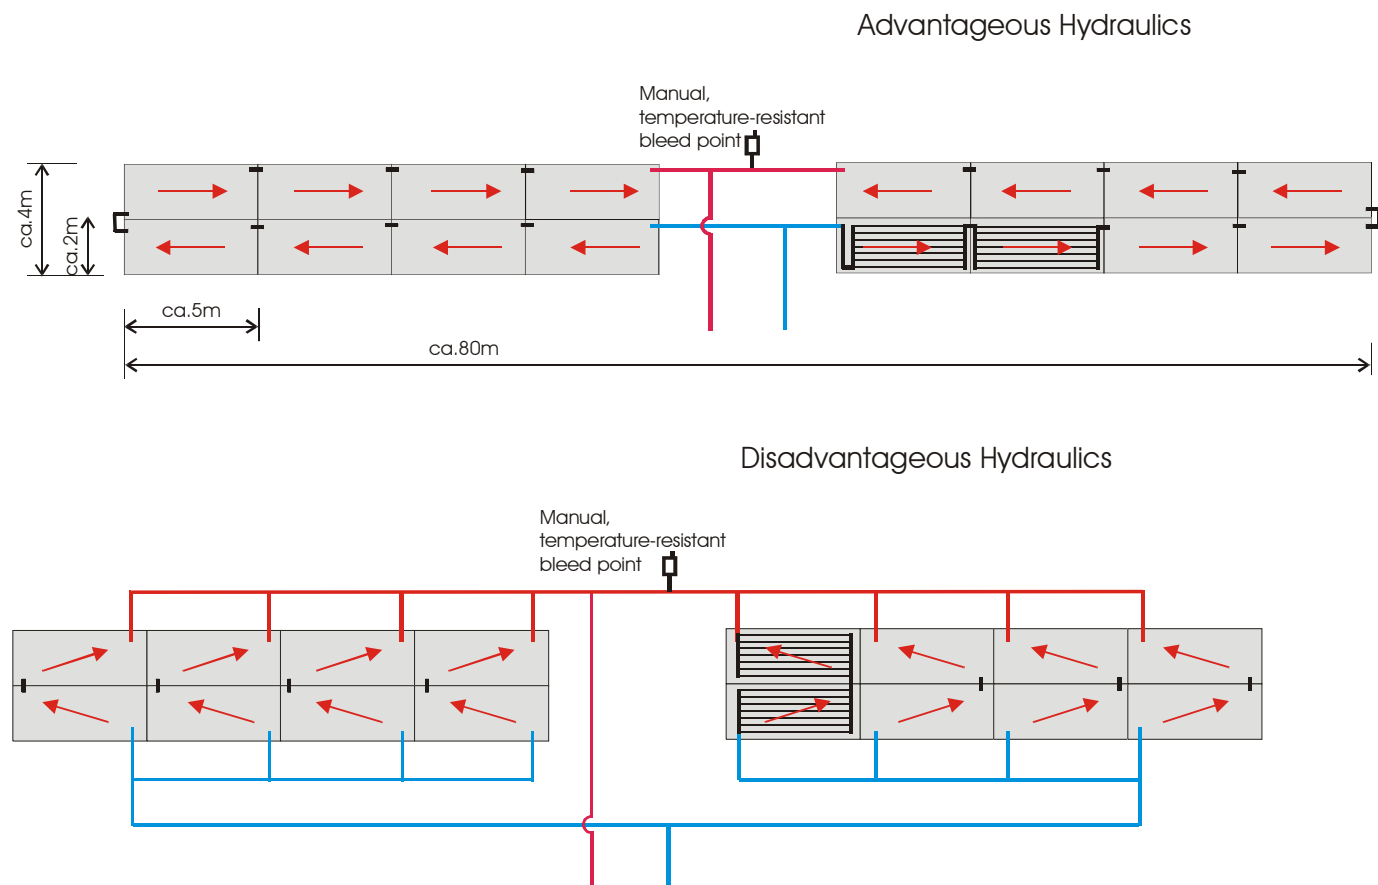 Advantageous Hydraulics
Manual,
temperature-resistant
bleed point
ca.4m
ca.2m
ca.5m
ca.80m
Disadvantageous Hydraulics
Manual,
temperature-resistant
bleed point